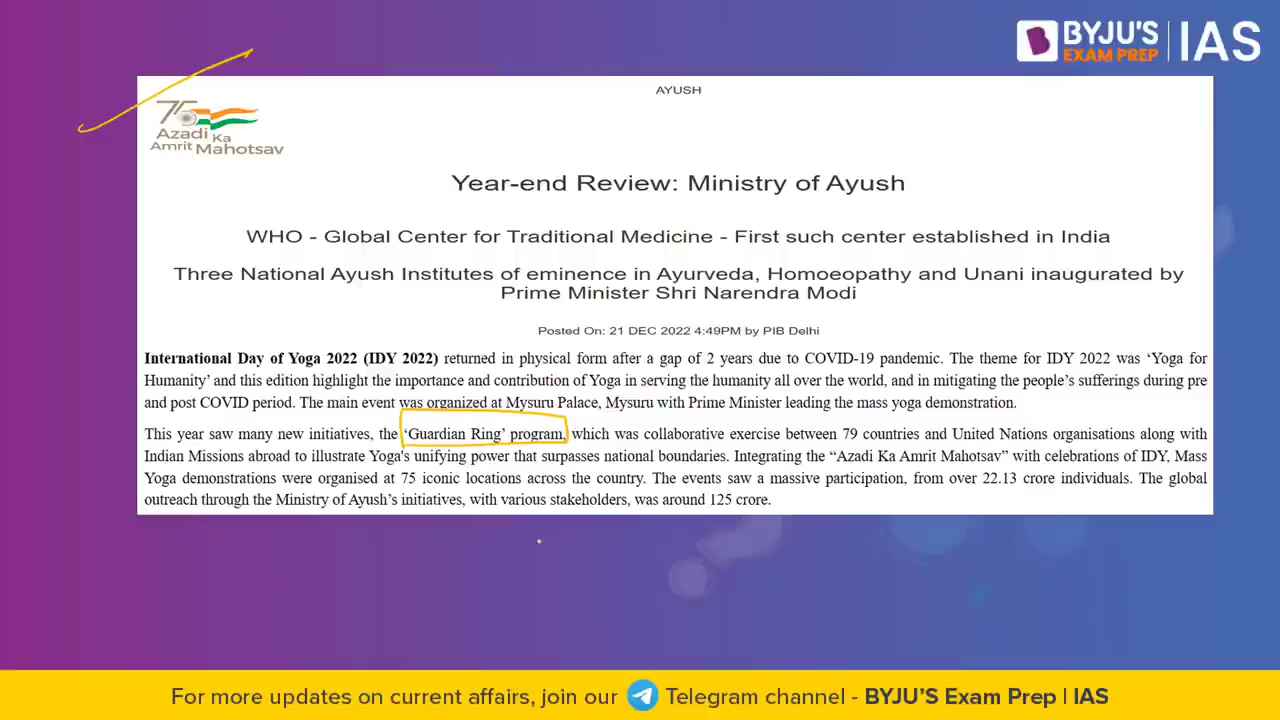 BYJU'S
EXAM PREP
IAS
AYUSH
75
Azadi Ka
Amrit Mahotsav
Year-end Review: Ministry of Ayush
WHO - Global Center for Traditional Medicine - First such center established in India
Three National Ayush Institutes of eminence in Ayurveda, Homoeopathy and Unani inaugurated by
Prime Minister Shri Narendra Modi
Posted On: 21 DEC 2022 4:49PM by PIB Delhi
International Day of Yoga 2022 (IDY 2022) returned in physical form after a gap of 2 years due to COVID-19 pandemic. The theme for IDY 2022 was ‘Yoga for
Humanity’ and this edition highlight the importance and contribution of Yoga in serving the humanity all over the world, and in mitigating the people’s sufferings during pre
and post COVID period. The main event was organized at Mysuru Palace, Mysuru with Prime Minister leading the mass yoga demonstration.
This year saw many new initiatives, the ‘Guardian Ring’ program, which was collaborative exercise between 79 countries and United Nations organisations along with
Indian Missions abroad to illustrate Yoga's unifying power that surpasses national boundaries. Integrating the “Azadi Ka Amrit Mahotsav” with celebrations of IDY, Mass
Yoga demonstrations were organised at 75 iconic locations across the country. The events saw a massive participation, from over 22.13 crore individuals. The global
outreach through the Ministry of Ayush’s initiatives, with various stakeholders, was around 125 crore.
For more updates on current affairs, join our Telegram channel - BYJU’S Exam Prep | IAS